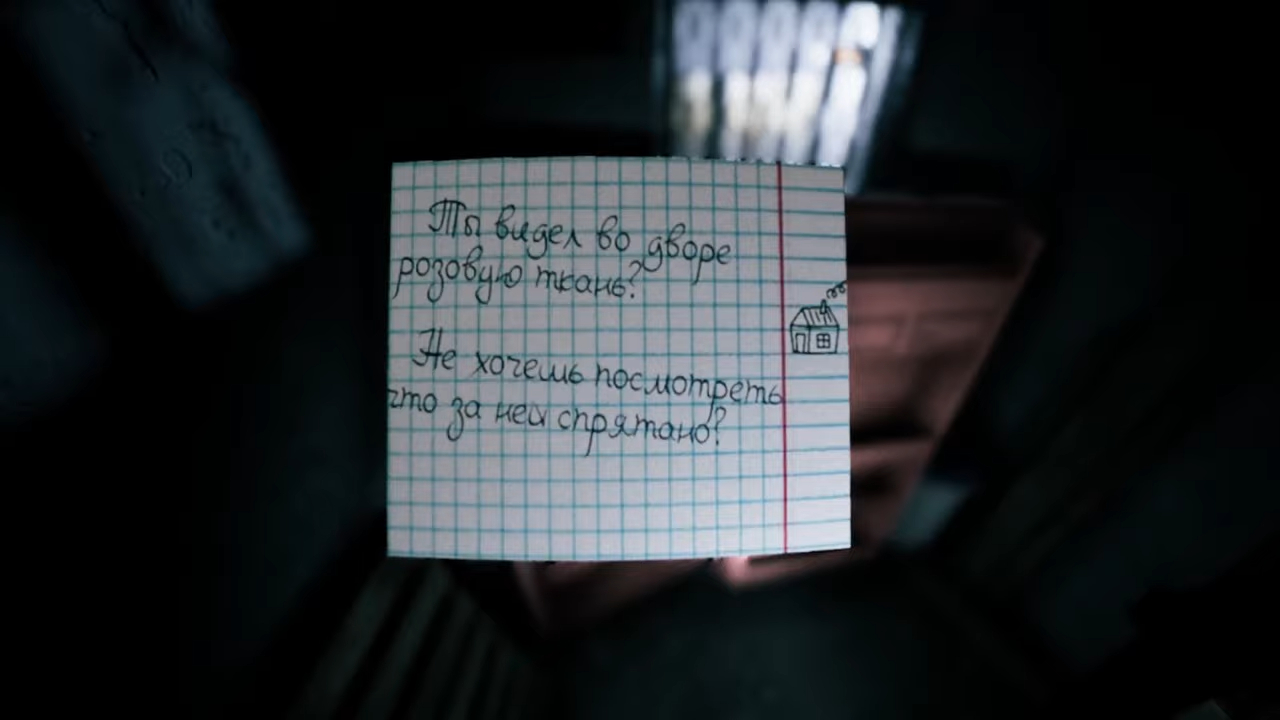 Ты видел во дворе
розовую ткань?
Не хочешь посмотреть
что за ней спрятано?